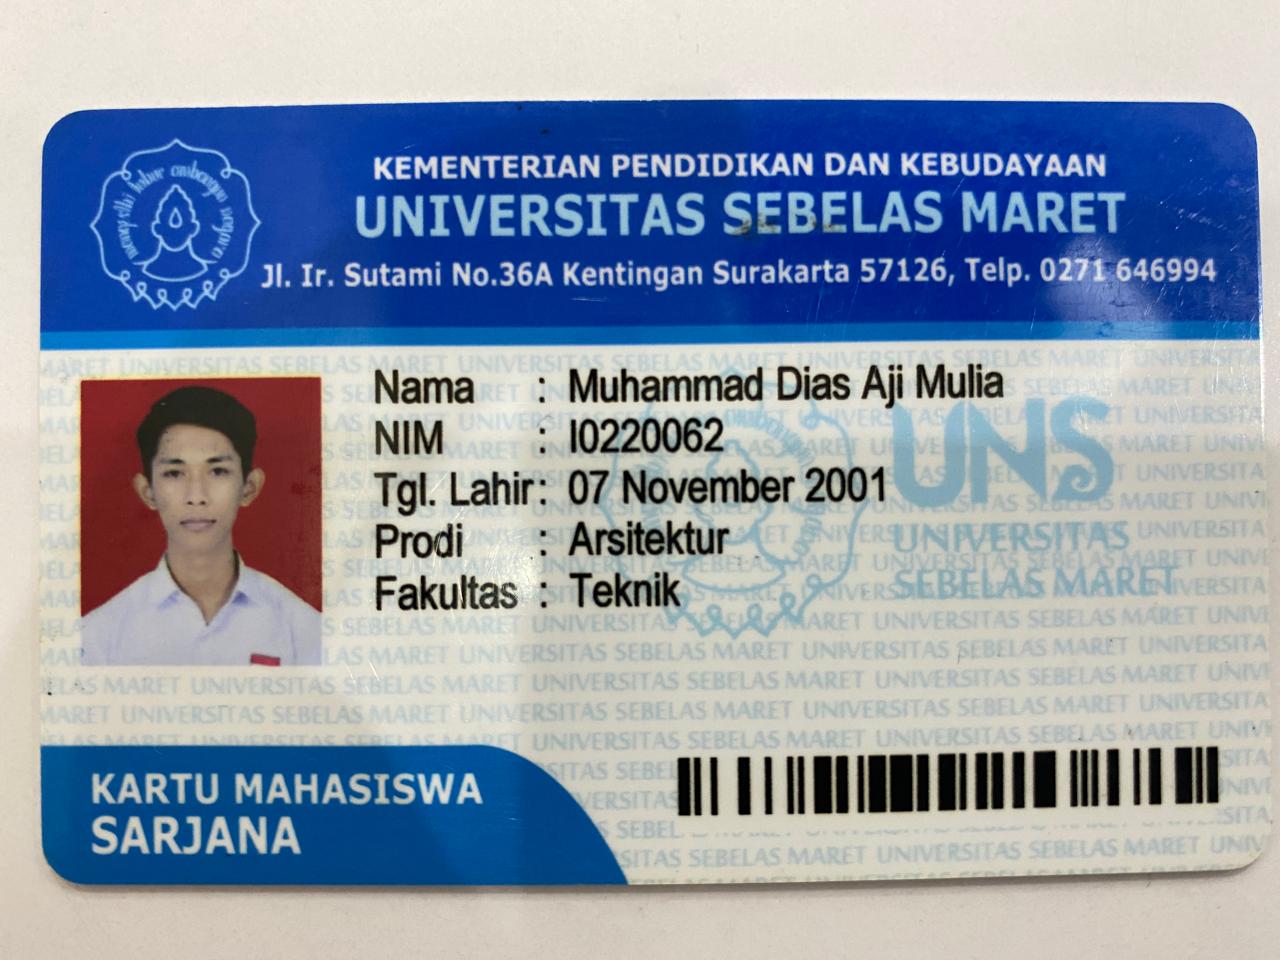 KEMENTERIAN PENDIDIKAN DAN KEBUDAYAAN
UNIVERSITAS SEBELAS MARET
Jl. Ir. Sutami No.36A Kentingan Surakarta 57126, Telp. 0271 646994
Nama : Muhammad Dias Aji Mulia
NIM : I0220062
Tgl. Lahir : 07 November 2001
Prodi : Arsitektur
Fakultas : Teknik
UNS
UNIVERSITAS
SEBELAS MARET
KARTU MAHASISWA
SARJANA